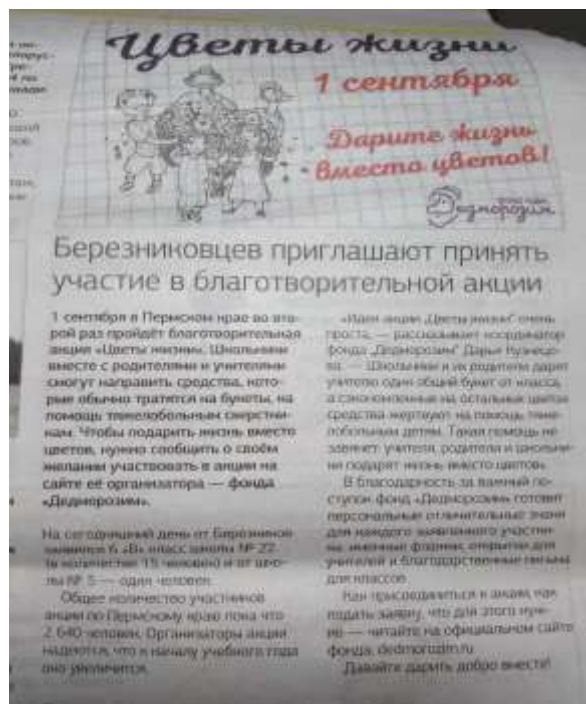 Цветы жизни
1 сентября
Дарите жизнь
вместо цветов!
Дедморозим
Березниковцев приглашают принять
участие в благотворительной акции
1 сентября в Пермском крае во вто-
рой раз пройдёт благотворительная
акция «Цветы жизни». Школьники
вместе с родителями и учителями
смогут направить средства, кото-
рые обычно тратятся на букеты, на
помощь тяжелобольным сверстни-
кам. Чтобы подарить жизнь вместо
цветов, нужно сообщить о своём
желании участвовать в акции на
сайте её организатора — фонда
«Дедморозим».
На сегодняшний день от Березников
заявился 6 «В» класс школы № 22
(в количестве 15 человек) и от шко-
лы № 5 — один человек.
Общее количество участников
акции по Пермскому краю пока что
2 640 человек. Организаторы акции
надеются, что к началу учебного года
оно увеличится.
«Идея акции „Цветы жизни" очень
проста, — рассказывает координатор
фонда „Дедморозим" Дарья Кузнецо-
ва. — Школьники и их родители дарят
учителю один общий букет от класса,
а сэкономленные на остальных цветах
средства жертвуют на помощь тяже-
лобольным детям. Такая помощь не
завянет: учителя, родители и школьни-
ки подарят жизнь вместо цветов».
В благодарность за важный по-
ступок фонд «Дедморозим» готовит
персональные отличительные знаки
для каждого заявленного участни-
ка: именные флажки, открытки для
учителей и благодарственные письма
для классов.
Как присоединиться к акции, как
подать заявку, что для этого нуж-
но — читайте на официальном сайте
фонда: dedmorozim.ru.
Давайте дарить добро вместе!